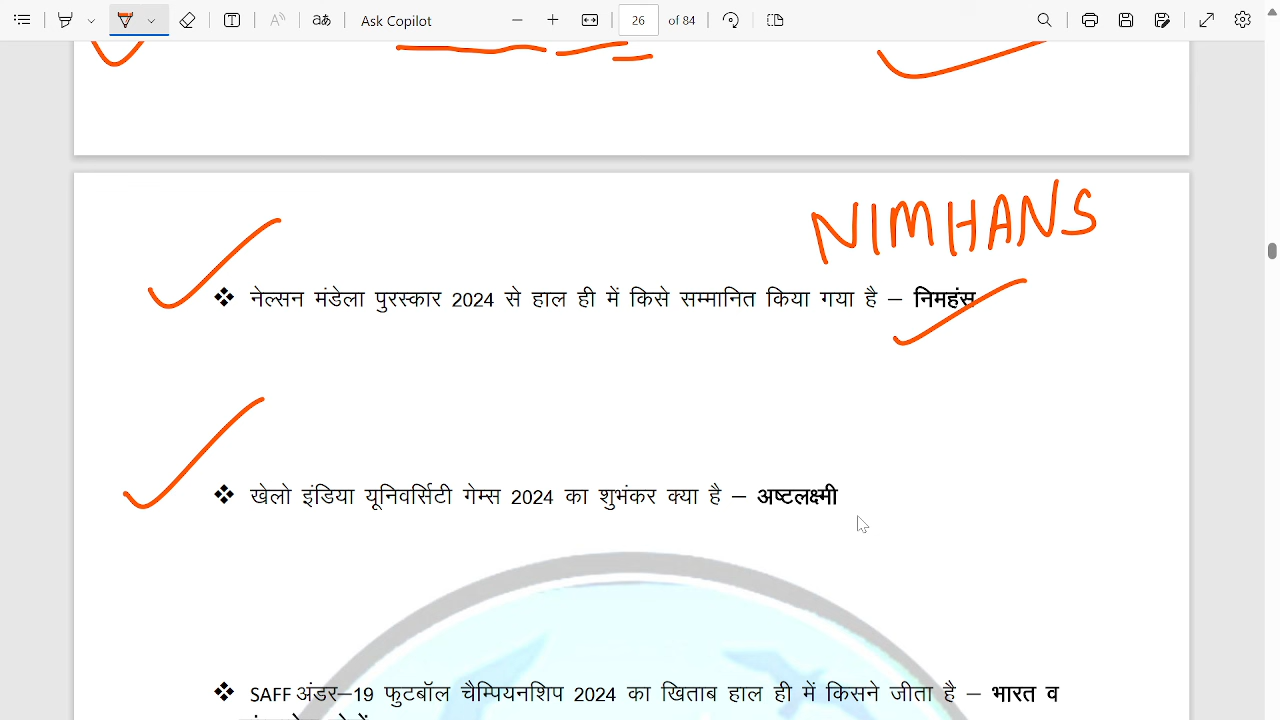 Ask Copilot
26 of 84
NIMHANS
❖ नेल्सन मंडेला पुरस्कार 2024 से हाल ही में किसे सम्मानित किया गया है – निमहंस
❖ खेलो इंडिया यूनिवर्सिटी गेम्स 2024 का शुभंकर क्या है – अष्टलक्ष्मी
❖ SAFF अंडर–19 फुटबॉल चैम्पियनशिप 2024 का खिताब हाल ही में किसने जीता है – भारत व